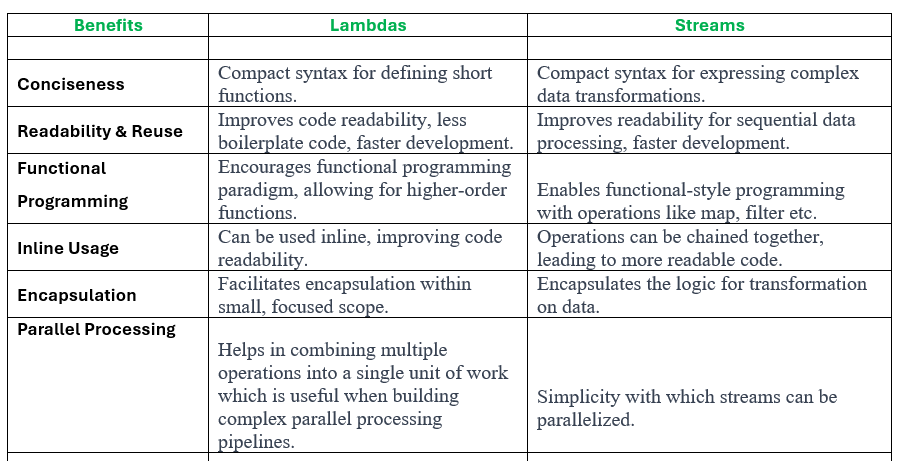 Benefits
Lambdas
Streams
Conciseness
Compact syntax for defining short
functions.
Compact syntax for expressing complex
data transformations.
Readability & Reuse
Improves code readability, less
boilerplate code, faster development.
Improves readability for sequential data
processing, faster development.
Functional
Programming
Encourages functional programming
paradigm, allowing for higher-order
functions.
Enables functional-style programming
with operations like map, filter etc.
Inline Usage
Can be used inline, improving code
readability.
Operations can be chained together,
leading to more readable code.
Encapsulation
Facilitates encapsulation within
small, focused scope.
Encapsulates the logic for transformation
on data.
Parallel Processing
Helps in combining multiple
operations into a single unit of work
which is useful when building
complex parallel processing
pipelines.
Simplicity with which streams can be
parallelized.